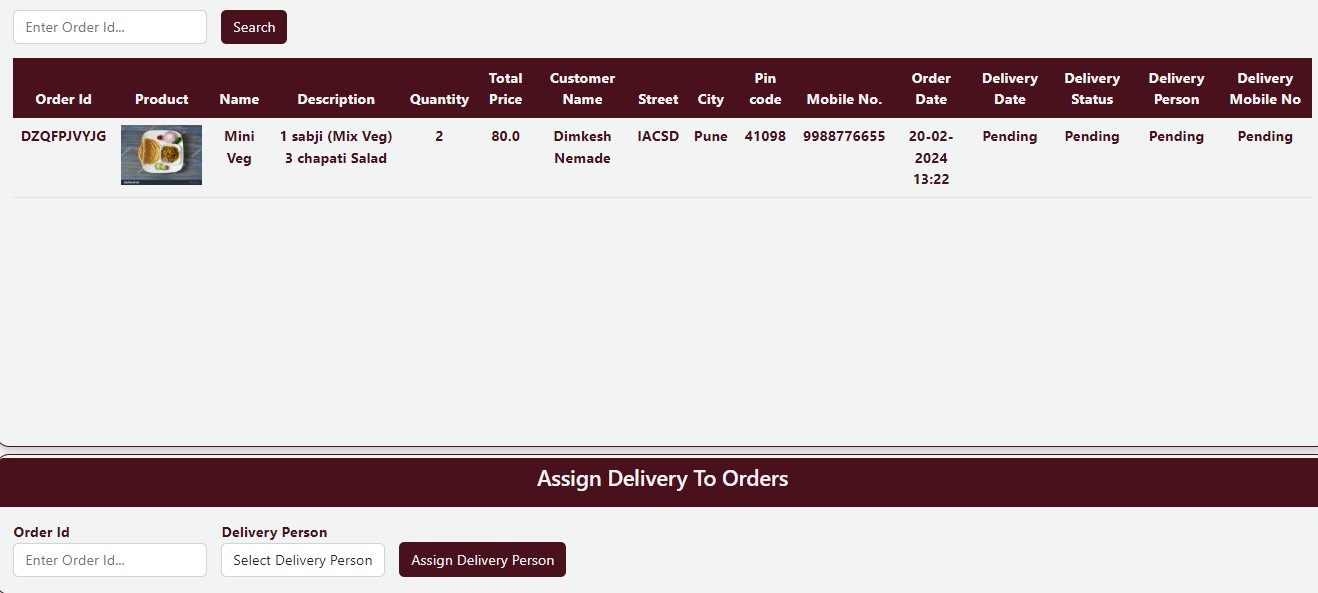 Enter Order Id... Search
Order Id Product Name Description Quantity Total Price Customer Name Street City Pin code Mobile No. Order Date Delivery Date Delivery Status Delivery Person Delivery Mobile No
DZQFPJVYJG Mini Veg 1 sabji (Mix Veg) 3 chapati Salad 2 80.0 Dimkesh Nemade IACSD Pune 41098 9988776655 20-02-2024 13:22 Pending Pending Pending Pending
Assign Delivery To Orders
Order Id Delivery Person
Enter Order Id... Select Delivery Person Assign Delivery Person